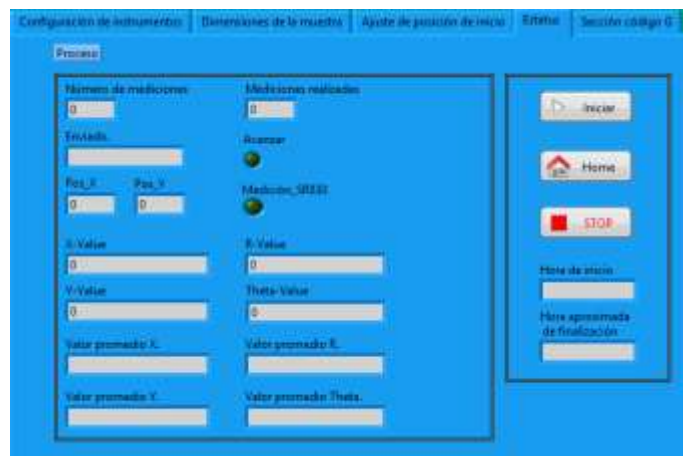 Configuración de instrumentos Dimensiones de la muestra Ajuste de posición de inicio Estatus Sección código G
Proceso
Número de mediciones Mediciones realizadas
0 0
Iniciar
Enviado. Avanzar
Home
Pos_X Pos_Y Medición_SR830
0 0
STOP
X-Value R-Value
0 0
Hora de inicio
Y-Value Theta-Value
0 0
Hora aproximada
de finalización
Valor promedio X. Valor promedio R.
Valor promedio Y. Valor promedio Theta.